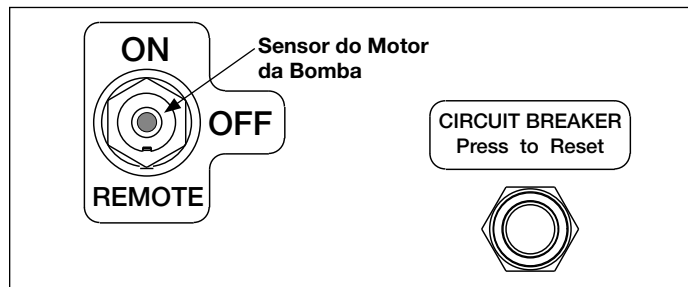 ON
Sensor do Motor
da Bomba
OFF
REMOTE
CIRCUIT BREAKER
Press to Reset